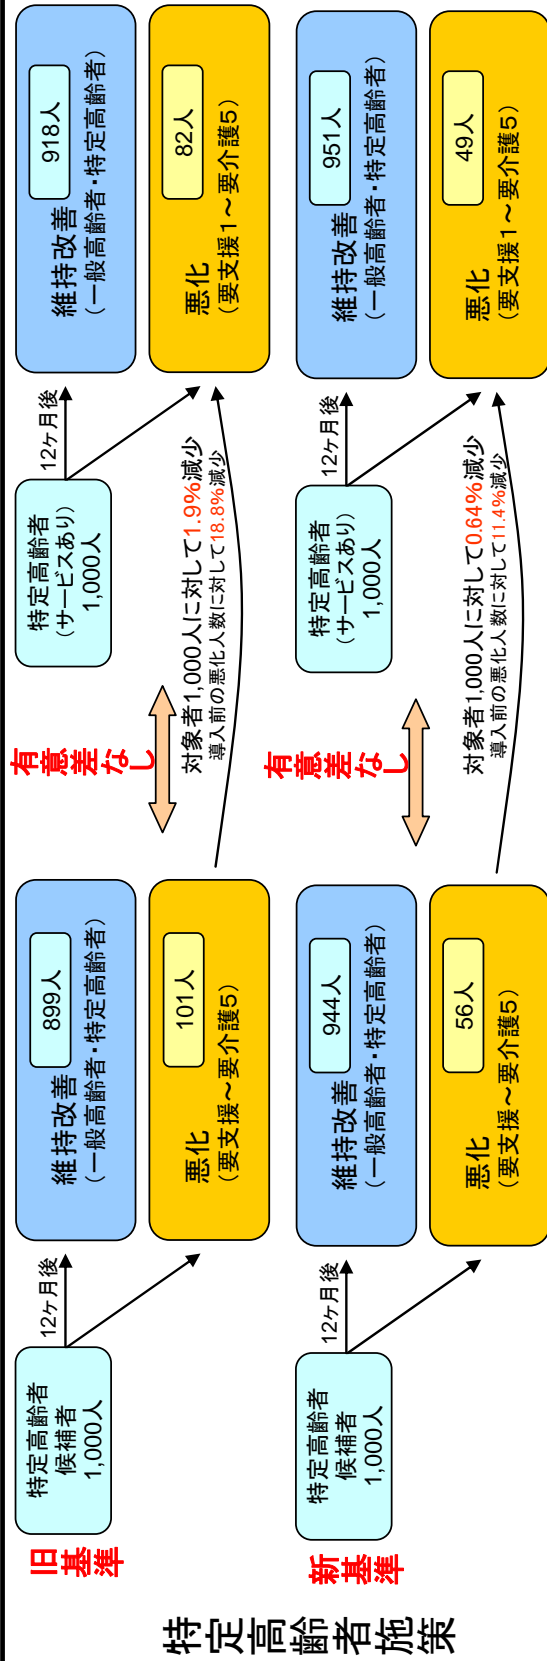 特定高齢者施策
旧基準
特定高齢者
候補者
1,000人
12ヶ月後
維持改善
（一般高齢者・特定高齢者）
899人
悪化
（要支援～要介護5）
101人
有意差なし
対象者1,000人に対して1.9%減少
導入前の悪化人数に対して18.8%減少
特定高齢者
（サービスあり）
1,000人
12ヶ月後
維持改善
（一般高齢者・特定高齢者）
918人
悪化
（要支援1～要介護5）
82人
新基準
特定高齢者
候補者
1,000人
12ヶ月後
維持改善
（一般高齢者・特定高齢者）
944人
悪化
（要支援～要介護5）
56人
有意差なし
対象者1,000人に対して0.64%減少
導入前の悪化人数に対して11.4%減少
特定高齢者
（サービスあり）
1,000人
12ヶ月後
維持改善
（一般高齢者・特定高齢者）
951人
悪化
（要支援1～要介護5）
49人